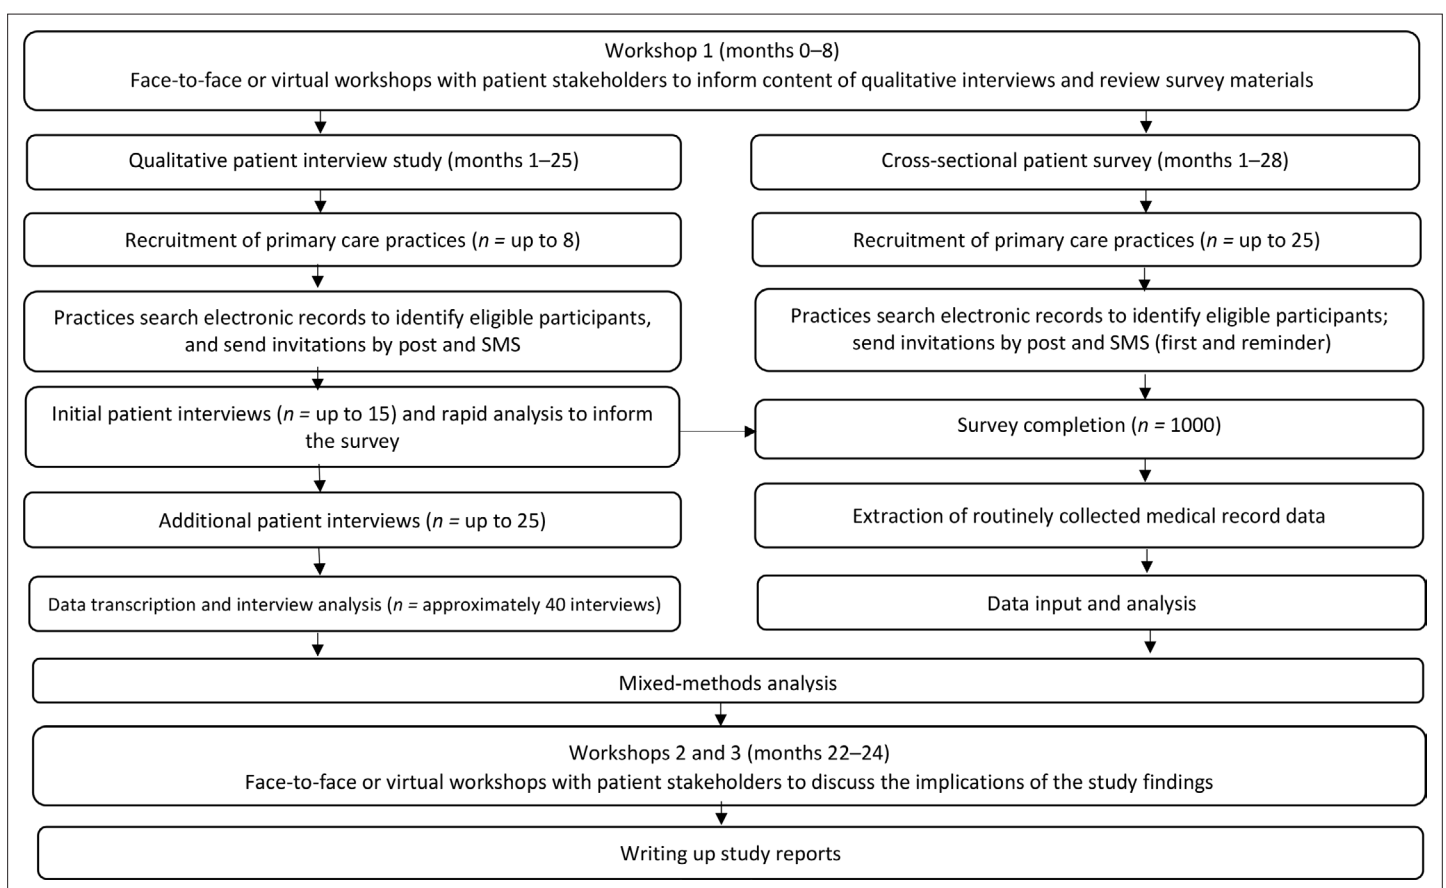 Workshop 1 (months 0–8)
Face-to-face or virtual workshops with patient stakeholders to inform content of qualitative interviews and review survey materials
Qualitative patient interview study (months 1–25)
Cross-sectional patient survey (months 1–28)
Recruitment of primary care practices (n = up to 8)
Recruitment of primary care practices (n = up to 25)
Practices search electronic records to identify eligible participants,
and send invitations by post and SMS
Practices search electronic records to identify eligible participants;
send invitations by post and SMS (first and reminder)
Initial patient interviews (n = up to 15) and rapid analysis to inform
the survey
Survey completion (n = 1000)
Additional patient interviews (n = up to 25)
Extraction of routinely collected medical record data
Data transcription and interview analysis (n = approximately 40 interviews)
Data input and analysis
Mixed-methods analysis
Workshops 2 and 3 (months 22–24)
Face-to-face or virtual workshops with patient stakeholders to discuss the implications of the study findings
Writing up study reports